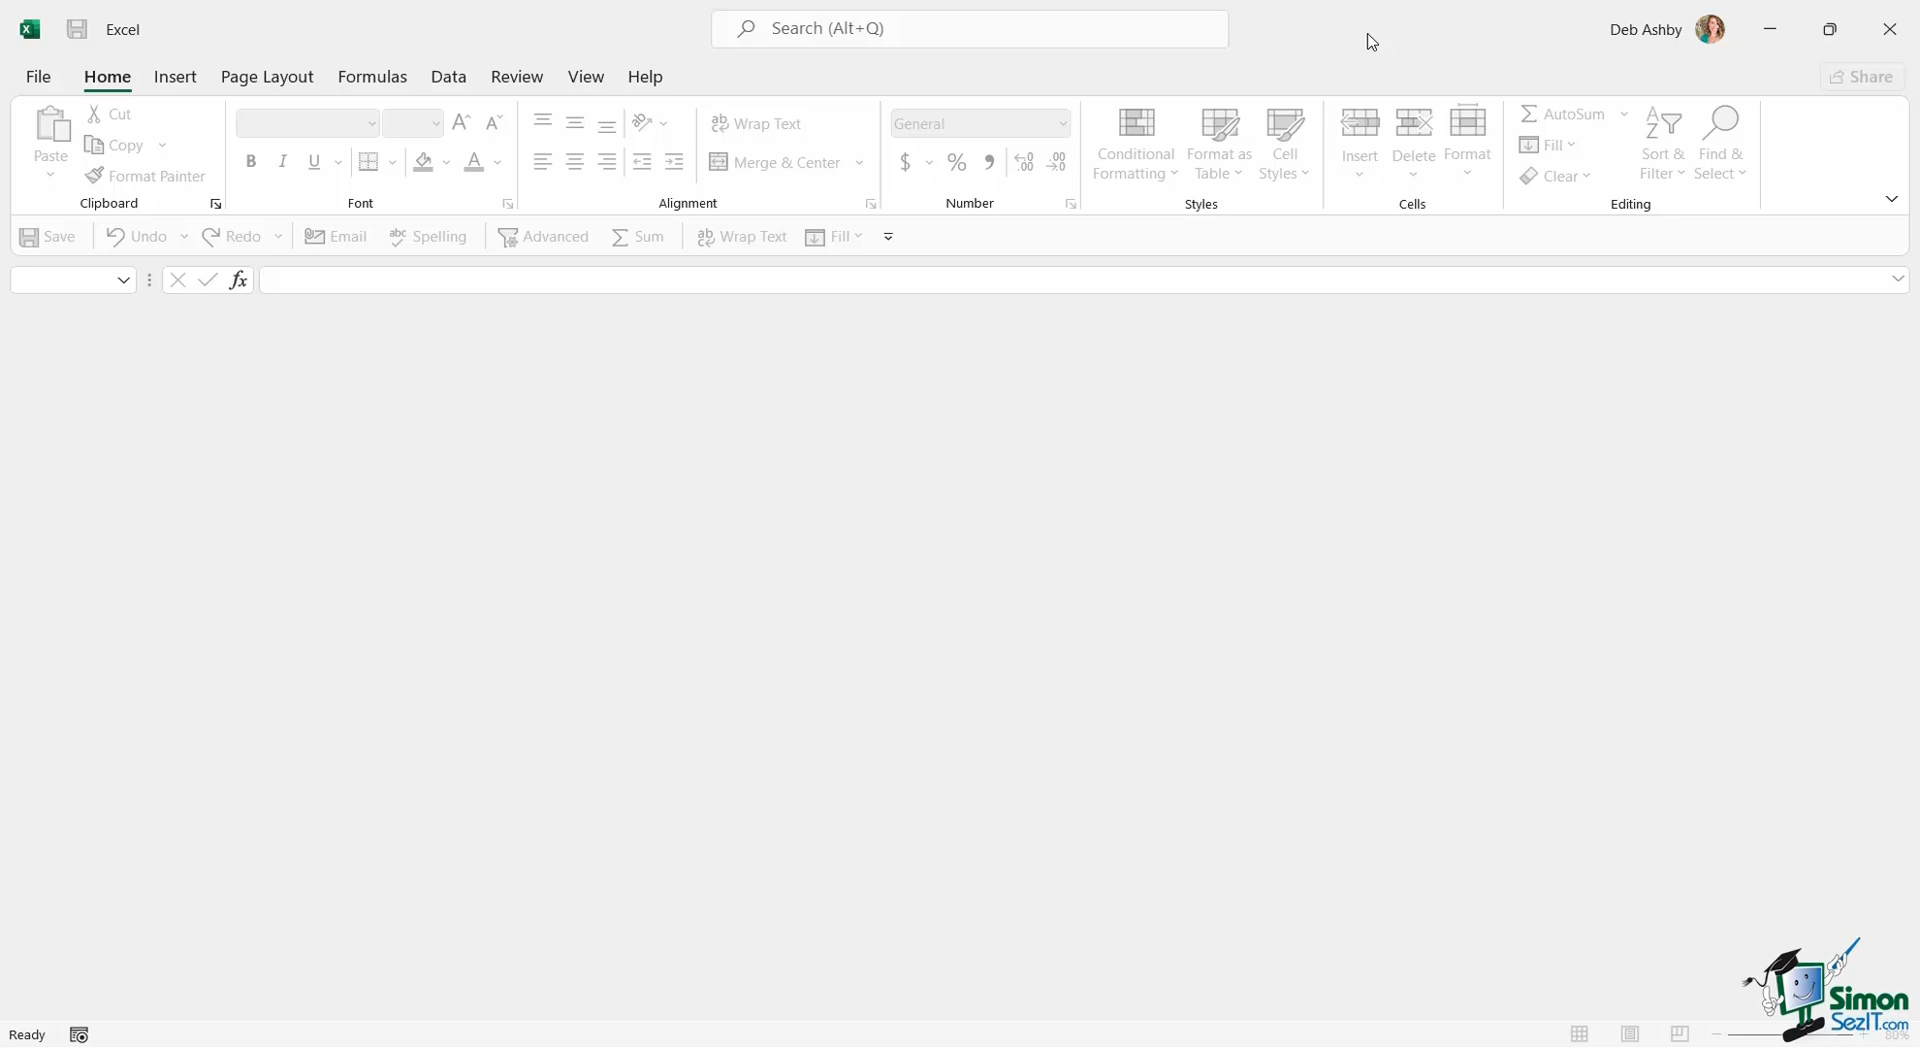 Excel
Search (Alt+Q)
Deb Ashby
File Home Insert Page Layout Formulas Data Review View Help
Share
Paste
Cut
Copy
Format Painter
Clipboard
B I U
A
Font
ab Wrap Text
Merge & Center
Alignment
General
$ % ,
Number
Conditional Formatting
Format as Table
Cell Styles
Styles
Insert
Delete
Format
Cells
AutoSum
Fill
Clear
Sort & Filter
Find & Select
Editing
Save Undo Redo Email Spelling Advanced Sum Wrap Text Fill
fx
Ready
80%
Simon
SezIT.com